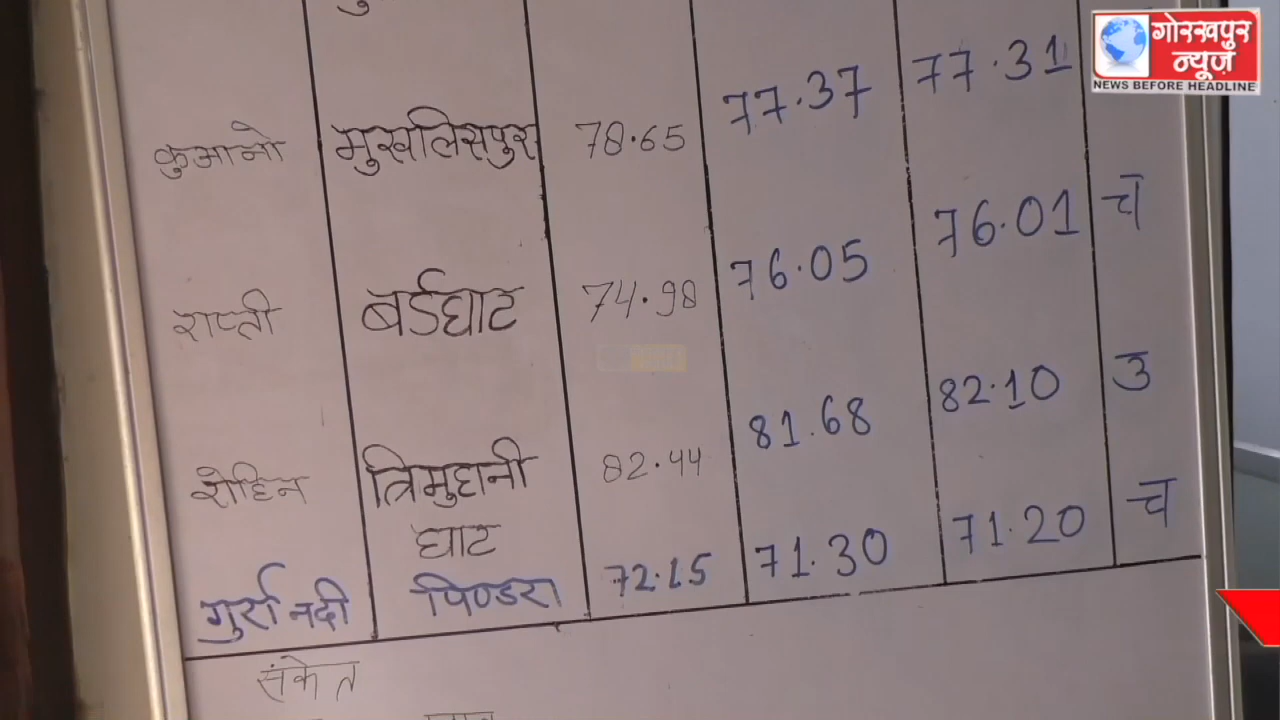 गोरखपुर
न्यूज़
NEWS BEFORE HEADLINE
कुआनो मुखलिसपुर 78.65 77.37 77.31
राप्ती बर्डघाट 74.98 76.05 76.01 च
रोहिन त्रिमुहानी 82.44 81.68 82.10 उ
घाट
गुर्रा नदी पिण्डरा 72.15 71.30 71.20 च
संकेत